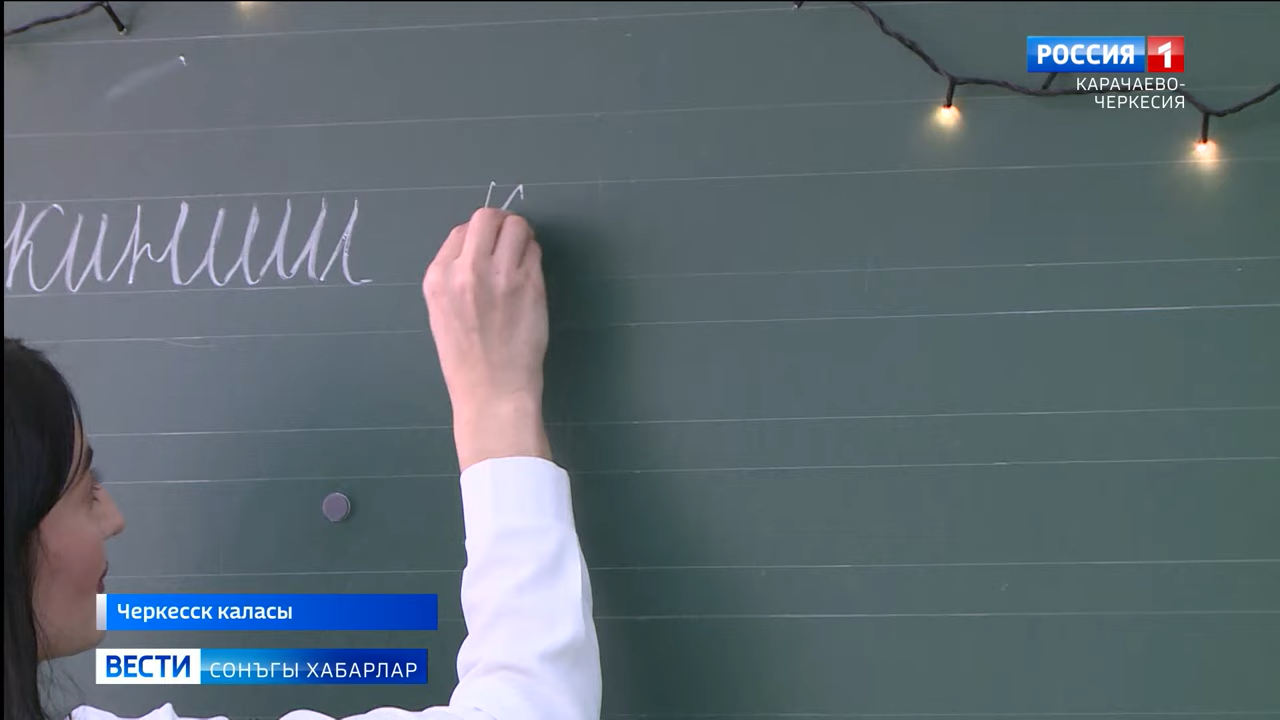 РОССИЯ 1
КАРАЧАЕВО-
ЧЕРКЕСИЯ
Черкесск каласы
ВЕСТИ СОНЪГЫ ХАБАРЛАР